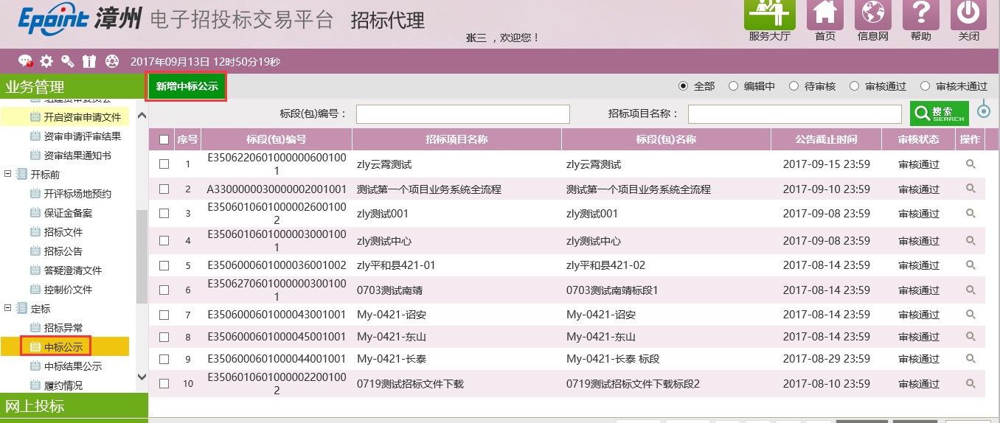 Epoint 漳州 电子招投标交易平台 招标代理
张三 ，欢迎您！
服务大厅 首页 信息网 帮助 关闭
2017年09月13日 12时50分19秒
业务管理
新增中标公示
全部 编辑中 待审核 审核通过 审核未通过
标段(包)编号： 招标项目名称： 搜索 SEARCH
组建资审委员会
开启资审申请文件
资审申请评审结果
资审结果通知书
开标前
开评标场地预约
保证金备案
招标文件
招标公告
答疑澄清文件
控制价文件
定标
招标异常
中标公示
中标结果公示
履约情况
网上投标
序号 标段(包)编号 招标项目名称 标段(包)名称 公告截止时间 审核状态 操作
1 E3506220601000000600100 zly云霄测试 zly云霄测试 2017-09-15 23:59 审核通过
1
2 A3300000030000002001001 测试第一个项目业务系统全流程 测试第一个项目业务系统全流程 2017-09-10 23:59 审核通过
3 E3506010601000002600100 zly测试001 zly测试001 2017-09-08 23:59 审核通过
2
4 E3506010601000003000100 zly测试中心 zly测试中心 2017-09-08 23:59 审核通过
1
5 E3506000601000036001002 zly平和县421-01 zly平和县421-02 2017-08-14 23:59 审核通过
6 E3506270601000000300100 0703测试南靖 0703测试南靖标段1 2017-08-14 23:59 审核通过
1
7 E3506000601000043001001 My-0421-诏安 My-0421-诏安 2017-08-14 23:59 审核通过
8 E3506000601000045001001 My-0421-东山 My-0421-东山 2017-08-14 23:59 审核通过
9 E3506000601000044001001 My-0421-长泰 My-0421-长泰 标段 2017-08-29 23:59 审核通过
10 E3506010601000002200100 0719测试招标文件下载 0719测试招标文件下载标段2 2017-08-10 23:59 审核通过
2